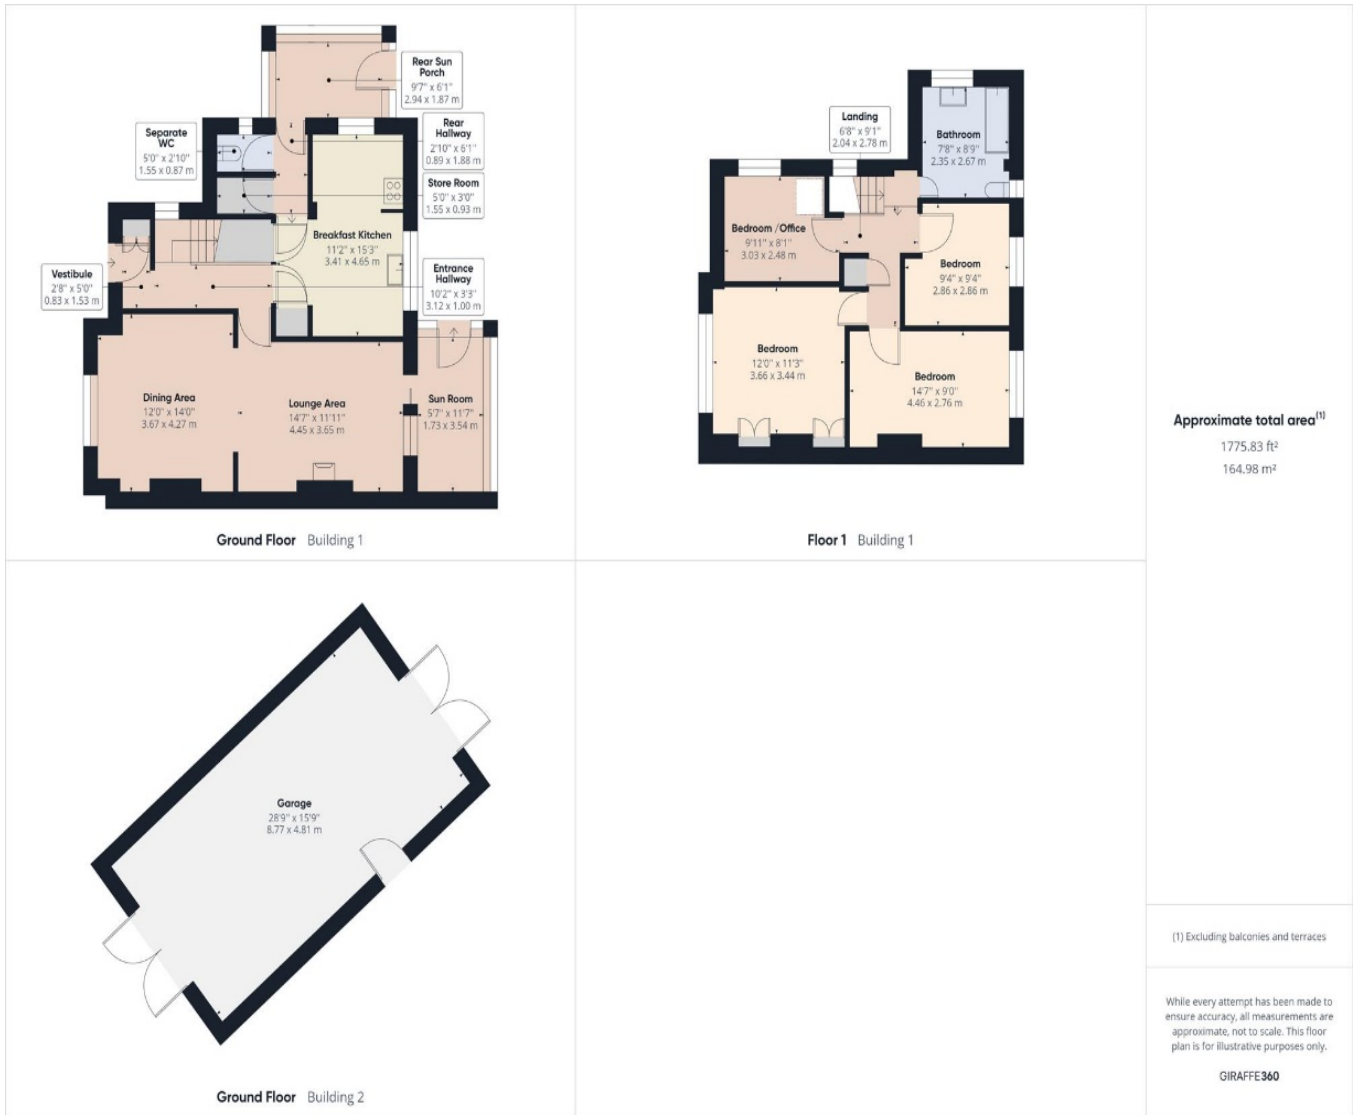 Rear Sun
Porch
9'7" x 6'1"
2.94 x 1.87 m
Separate
WC
5'0" x 2'10"
1.55 x 0.87 m
Rear
Hallway
2'10" x 6'1"
0.89 x 1.88 m
Store Room
5'0" x 3'0"
1.55 x 0.93 m
Breakfast Kitchen
11'2" x 15'3"
3.41 x 4.65 m
Vestibule
2'8" x 5'0"
0.83 x 1.53 m
Entrance
Hallway
10'2" x 3'3"
3.12 x 1.00 m
Dining Area
12'0" x 14'0"
3.67 x 4.27 m
Lounge Area
14'7" x 11'11"
4.45 x 3.65 m
Sun Room
5'7" x 11'7"
1.73 x 3.54 m
Ground Floor Building 1
Landing
6'8" x 9'1"
2.04 x 2.78 m
Bathroom
7'8" x 8'9"
2.35 x 2.67 m
Bedroom /Office
9'11" x 8'1"
3.03 x 2.48 m
Bedroom
9'4" x 9'4"
2.86 x 2.86 m
Bedroom
12'0" x 11'3"
3.66 x 3.44 m
Bedroom
14'7" x 9'0"
4.46 x 2.76 m
Floor 1 Building 1
Approximate total area(1)
1775.83 ft²
164.98 m²
Garage
28'9" x 15'9"
8.77 x 4.81 m
Ground Floor Building 2
(1) Excluding balconies and terraces
While every attempt has been made to
ensure accuracy, all measurements are
approximate, not to scale. This floor
plan is for illustrative purposes only.
GIRAFFE360